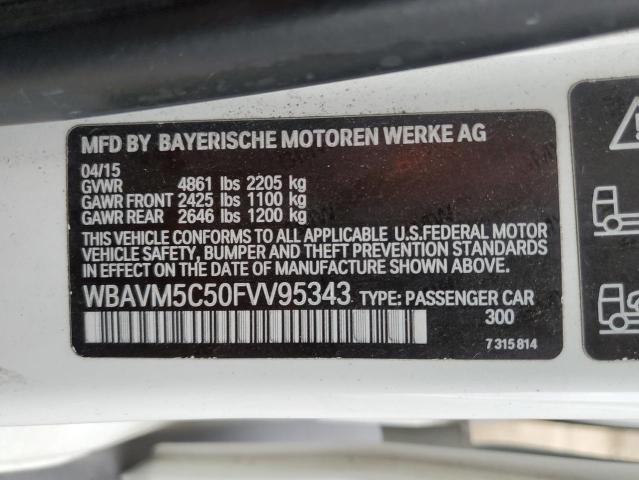 MFD BY BAYERISCHE MOTOREN WERKE AG
04/15
GVWR 4861 lbs 2205 kg
GAWR FRONT 2425 lbs 1100 kg
GAWR REAR 2646 lbs 1200 kg
THIS VEHICLE CONFORMS TO ALL APPLICABLE U.S.FEDERAL MOTOR
VEHICLE SAFETY, BUMPER AND THEFT PREVENTION STANDARDS
IN EFFECT ON THE DATE OF MANUFACTURE SHOWN ABOVE.
WBAVM5C50FVV95343 TYPE: PASSENGER CAR
300
7 315 814